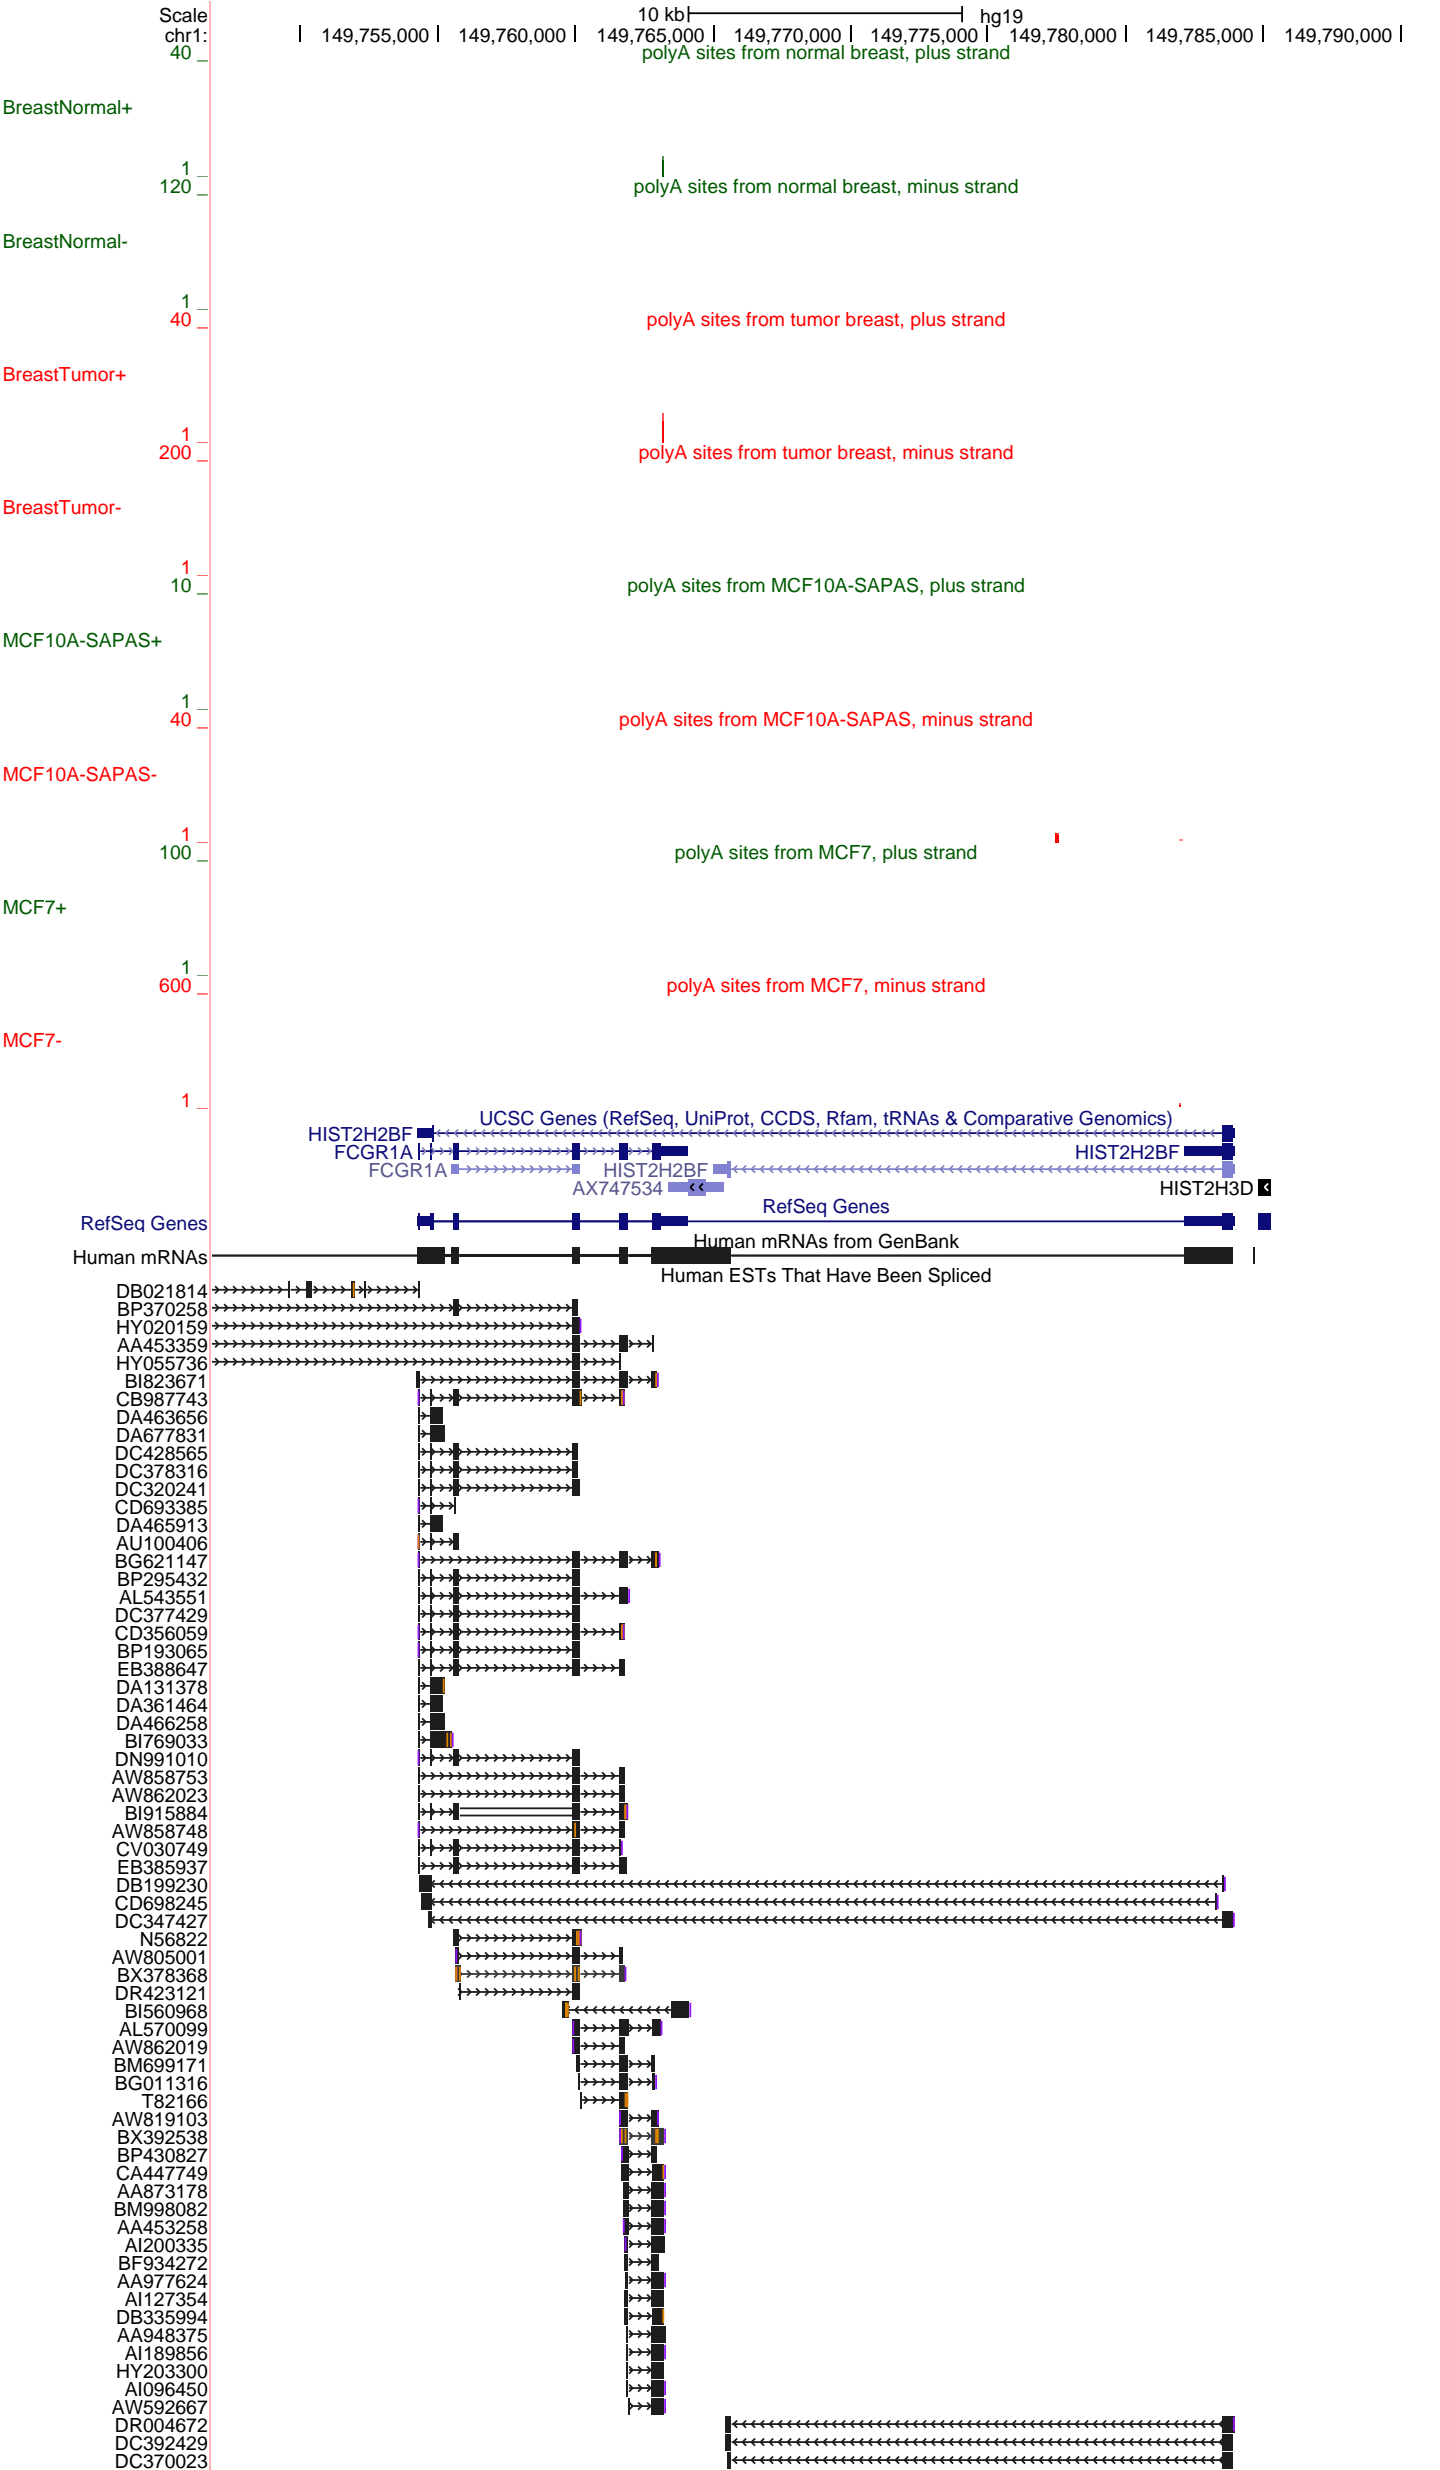 Scale 10 kb hg19
chr1: 149,755,000 149,760,000 149,765,000 149,770,000 149,775,000 149,780,000 149,785,000 149,790,000
40 polyA sites from normal breast, plus strand
BreastNormal+
1
120 polyA sites from normal breast, minus strand
BreastNormal-
1
40 polyA sites from tumor breast, plus strand
BreastTumor+
1
200 polyA sites from tumor breast, minus strand
BreastTumor-
1
10 polyA sites from MCF10A-SAPAS, plus strand
MCF10A-SAPAS+
1
40 polyA sites from MCF10A-SAPAS, minus strand
MCF10A-SAPAS-
1
100 polyA sites from MCF7, plus strand
MCF7+
1
600 polyA sites from MCF7, minus strand
MCF7-
1
UCSC Genes (RefSeq, UniProt, CCDS, Rfam, tRNAs & Comparative Genomics)
HIST2H2BF
FCGR1A HIST2H2BF
FCGR1A HIST2H2BF
AX747534 HIST2H3D
RefSeq Genes
RefSeq Genes
Human mRNAs from GenBank
Human mRNAs
Human ESTs That Have Been Spliced
DB021814
BP370258
HY020159
AA453359
HY055736
BI823671
CB987743
DA463656
DA677831
DC428565
DC378316
DC320241
CD693385
DA465913
AU100406
BG621147
BP295432
AL543551
DC377429
CD356059
BP193065
EB388647
DA131378
DA361464
DA466258
BI769033
DN991010
AW858753
AW862023
BI915884
AW858748
CV030749
EB385937
DB199230
CD698245
DC347427
N56822
AW805001
BX378368
DR423121
BI560968
AL570099
AW862019
BM699171
BG011316
T82166
AW819103
BX392538
BP430827
CA447749
AA873178
BM998082
AA453258
AI200335
BF934272
AA977624
AI127354
DB335994
AA948375
AI189856
HY203300
AI096450
AW592667
DR004672
DC392429
DC370023